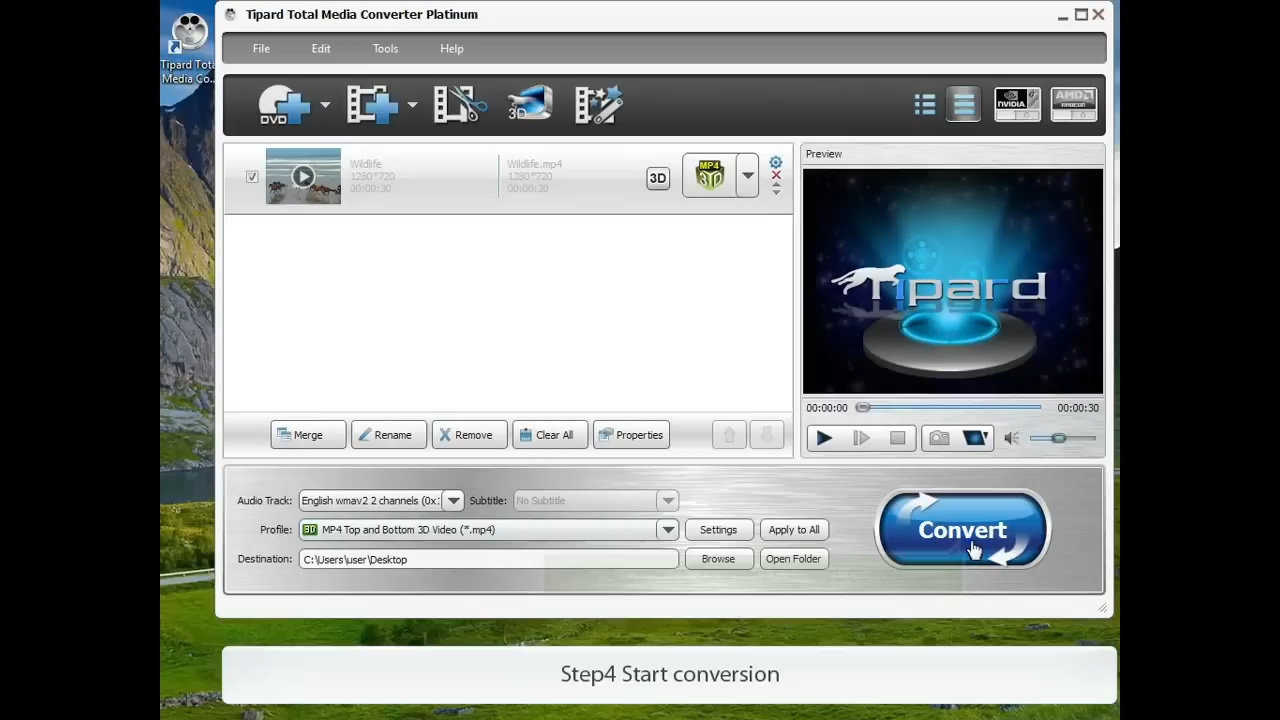 Tipard Total Media Converter Platinum
Tipard Tota
Media Co...
File Edit Tools Help
DVD
3D
NVIDIA
AMD
Wildlife
1280*720
00:00:30
Wildlife.mp4
1280*720
00:00:30
3D
MP4
3D
Preview
Tipard
00:00:00 00:00:30
Merge Rename Remove Clear All Properties
Audio Track: English wmav2 2 channels (0x: Subtitle: No Subtitle
Profile: 3D MP4 Top and Bottom 3D Video (*.mp4) Settings Apply to All
Destination: C:\Users\user\Desktop Browse Open Folder
Convert
Step4 Start conversion